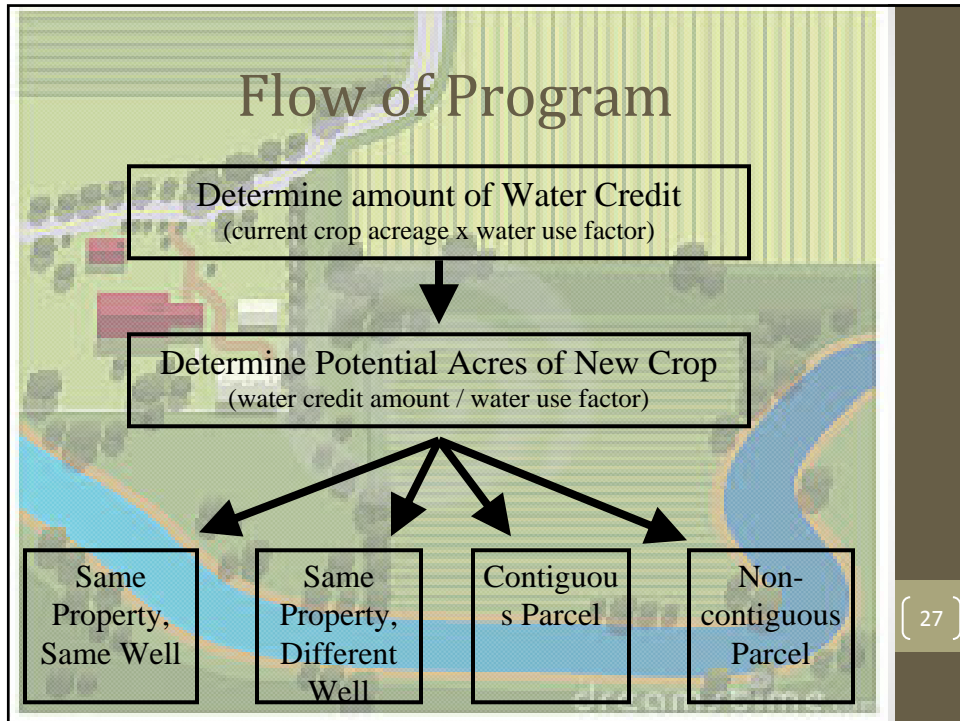 Flow of Program
Determine amount of Water Credit
(current crop acreage x water use factor)
Determine Potential Acres of New Crop
(water credit amount / water use factor)
Same
Property,
Same Well
Same
Property,
Different
Well
Contiguou
s Parcel
Non-
contiguous
Parcel
27
dreamstime